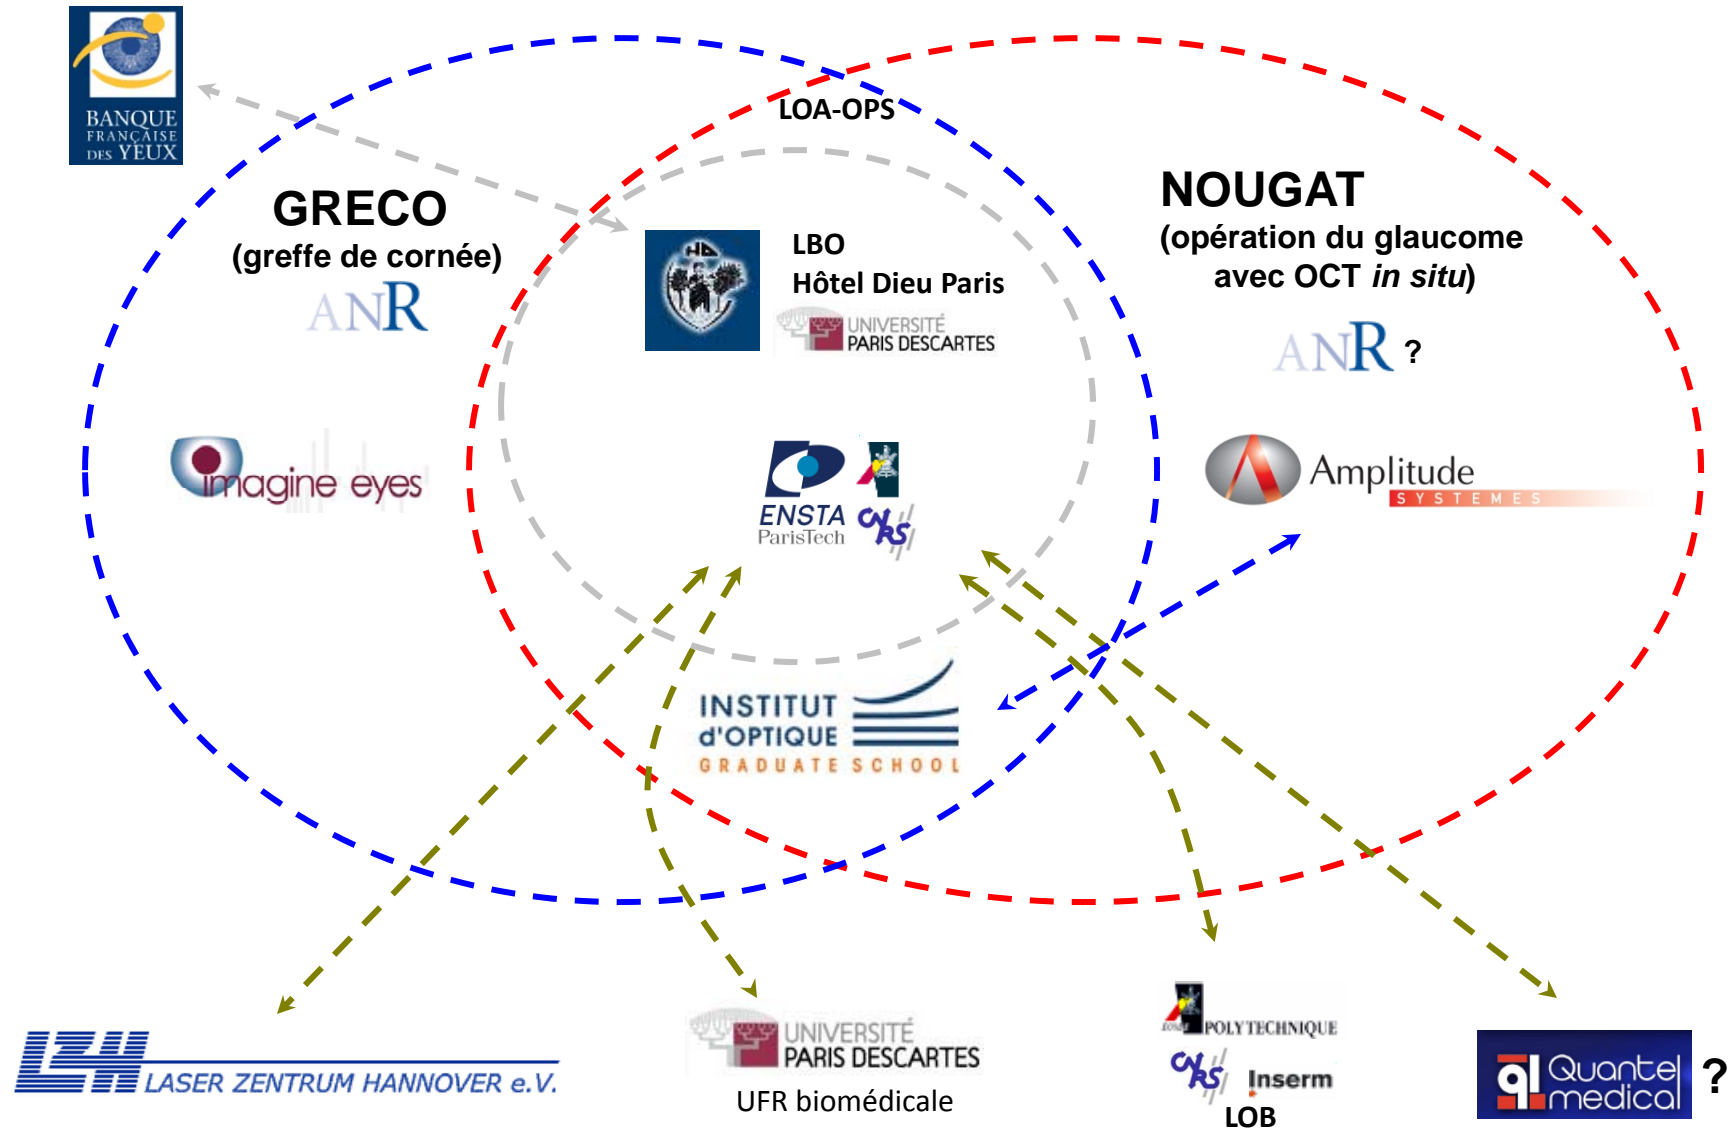 BANQUE
FRANÇAISE
DES YEUX
LOA-OPS
GRECO
(greffe de cornée)
ANR
NOUGAT
(opération du glaucome
avec OCT in situ)
ANR ?
LBO
Hôtel Dieu Paris
UNIVERSITÉ
PARIS DESCARTES
imagine eyes
ENSTA
ParisTech
CNRS
Amplitude
SYSTEMES
INSTITUT
d'OPTIQUE
GRADUATE SCHOOL
LZH LASER ZENTRUM HANNOVER e.V.
UNIVERSITÉ
PARIS DESCARTES
UFR biomédicale
POLYTECHNIQUE
CNRS Inserm
LOB
Quantel
medical
?